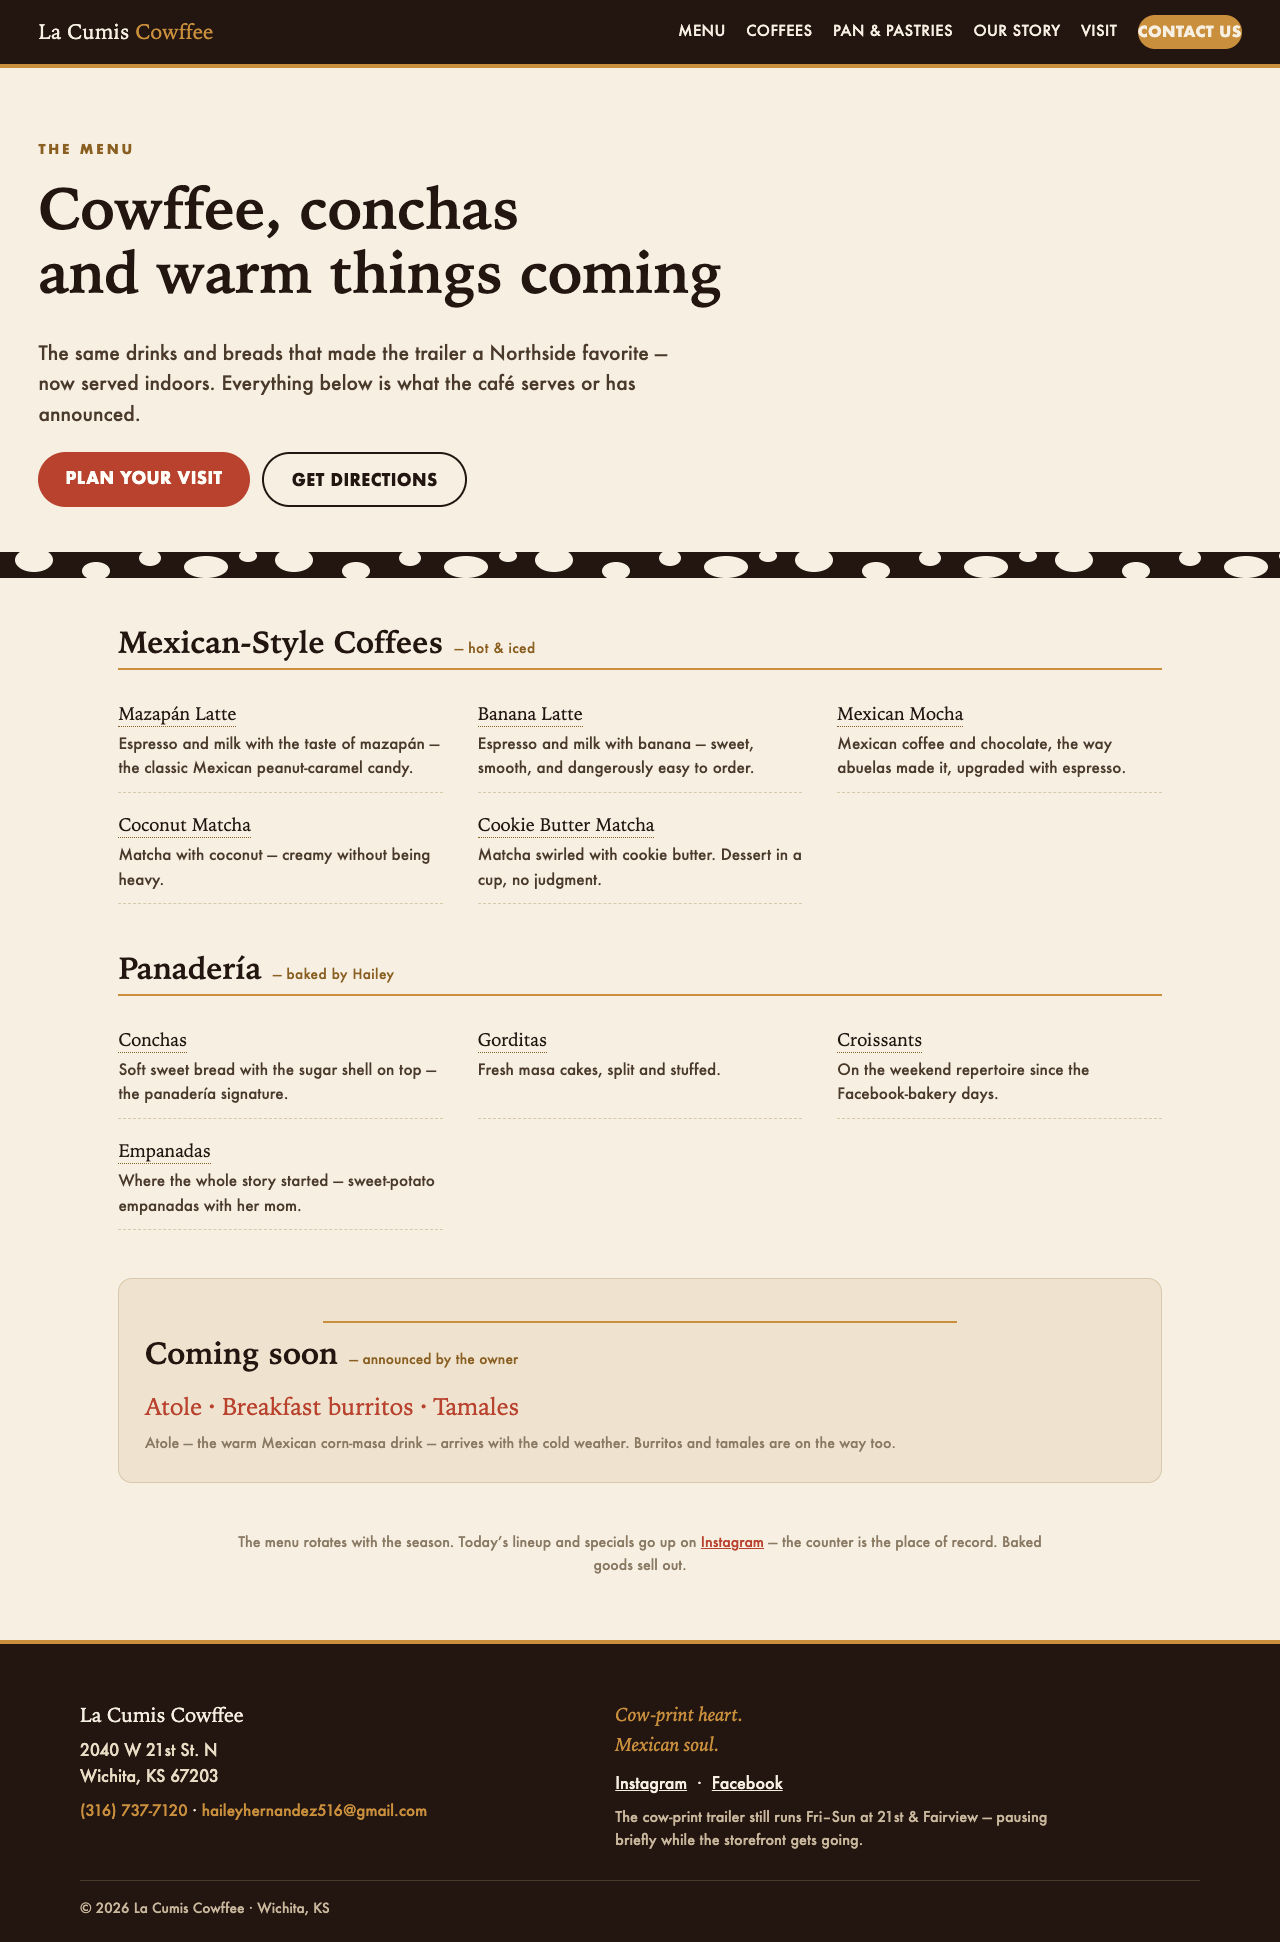 La Cumis Cowffee
MENU COFFEES PAN & PASTRIES OUR STORY VISIT CONTACT US
THE MENU
Cowffee, conchas
and warm things coming
The same drinks and breads that made the trailer a Northside favorite —
now served indoors. Everything below is what the café serves or has
announced.
PLAN YOUR VISIT GET DIRECTIONS
Mexican-Style Coffees — hot & iced
Mazapán Latte
Espresso and milk with the taste of mazapán —
the classic Mexican peanut-caramel candy.
Banana Latte
Espresso and milk with banana — sweet,
smooth, and dangerously easy to order.
Mexican Mocha
Mexican coffee and chocolate, the way
abuelas made it, upgraded with espresso.
Coconut Matcha
Matcha with coconut — creamy without being
heavy.
Cookie Butter Matcha
Matcha swirled with cookie butter. Dessert in a
cup, no judgment.
Panadería — baked by Hailey
Conchas
Soft sweet bread with the sugar shell on top —
the panadería signature.
Gorditas
Fresh masa cakes, split and stuffed.
Croissants
On the weekend repertoire since the
Facebook-bakery days.
Empanadas
Where the whole story started — sweet-potato
empanadas with her mom.
Coming soon — announced by the owner
Atole · Breakfast burritos · Tamales
Atole — the warm Mexican corn-masa drink — arrives with the cold weather. Burritos and tamales are on the way too.
The menu rotates with the season. Today's lineup and specials go up on Instagram — the counter is the place of record. Baked
goods sell out.
La Cumis Cowffee
2040 W 21st St. N
Wichita, KS 67203
(316) 737-7120 · haileyhernandez516@gmail.com
Cow-print heart.
Mexican soul.
Instagram · Facebook
The cow-print trailer still runs Fri–Sun at 21st & Fairview — pausing
briefly while the storefront gets going.
© 2026 La Cumis Cowffee · Wichita, KS